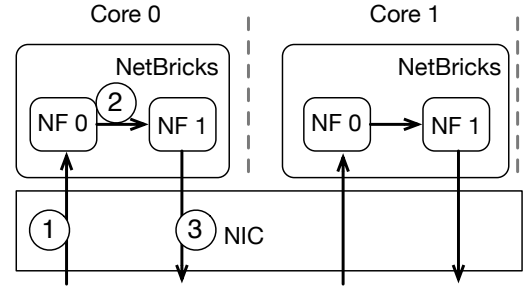 Core 0
Core 1
NetBricks
NetBricks
2
NF 0
NF 1
NF 0
NF 1
1
3
NIC